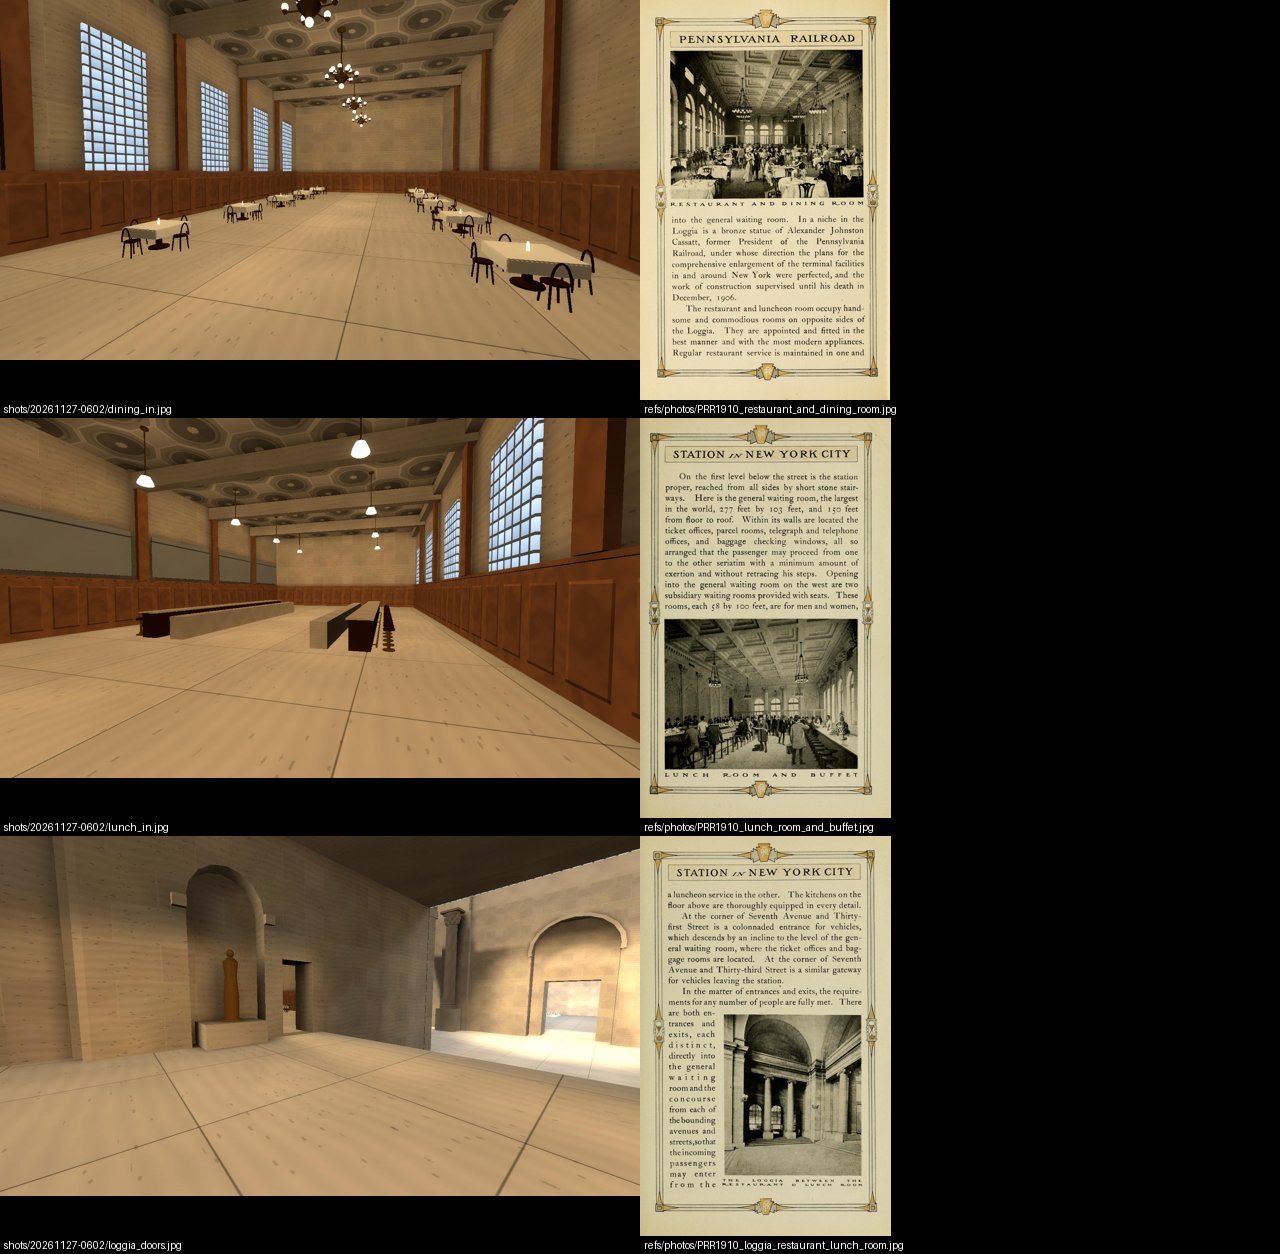 PENNSYLVANIA RAILROAD
RESTAURANT AND DINING ROOM
into the general waiting room. In a niche in the
Loggia is a bronze statue of Alexander Johnston
Cassatt, former President of the Pennsylvania
Railroad, under whose direction the plans for the
comprehensive enlargement of the terminal facilities
in and around New York were perfected, and the
work of construction supervised until his death in
December, 1906.
The restaurant and luncheon room occupy hand-
some and commodious rooms on opposite sides of
the Loggia. They are appointed and fitted in the
best manner and with the most modern appliances.
Regular restaurant service is maintained in one and
shots/20261127-0602/dining_in.jpg
refs/photos/PRR1910_restaurant_and_dining_room.jpg
STATION IN NEW YORK CITY
On the first level below the street is the station
proper, reached from all sides by short stone stair-
ways. Here is the general waiting room, the largest
in the world, 277 feet by 103 feet, and 150 feet
from floor to roof. Within its walls are located the
ticket offices, parcel rooms, telegraph and telephone
offices, and baggage checking windows, all so
arranged that the passenger may proceed from one
to the other seriatim with a minimum amount of
exertion and without retracing his steps. Opening
into the general waiting room on the west are two
subsidiary waiting rooms provided with seats. These
rooms, each 58 by 100 feet, are for men and women,
LUNCH ROOM AND BUFFET
shots/20261127-0602/lunch_in.jpg
refs/photos/PRR1910_lunch_room_and_buffet.jpg
STATION IN NEW YORK CITY
a luncheon service in the other. The kitchens on the
floor above are thoroughly equipped in every detail.
At the corner of Seventh Avenue and Thirty-
first Street is a colonnaded entrance for vehicles,
which descends by an incline to the level of the gen-
eral waiting room, where the ticket offices and bag-
gage rooms are located. At the corner of Seventh
Avenue and Thirty-third Street is a similar gateway
for vehicles leaving the station.
In the matter of entrances and exits, the require-
ments for any number of people are fully met. There
are both en-
trances and
exits, each
distinct,
directly into
the general
waiting
room and the
concourse
from each of
the bounding
avenues and
streets, so that
the incoming
passengers
may enter
from the
THE LOGGIA BETWEEN THE
RESTAURANT & LUNCH ROOM
shots/20261127-0602/loggia_doors.jpg
refs/photos/PRR1910_loggia_restaurant_lunch_room.jpg